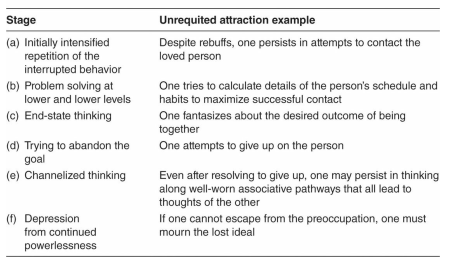 Stage Unrequited attraction example
(a) Initially intensified Despite rebuffs, one persists in attempts to contact the
repetition of the loved person
interrupted behavior
(b) Problem solving at One tries to calculate details of the person's schedule and
lower and lower levels habits to maximize successful contact
(c) End-state thinking One fantasizes about the desired outcome of being
together
(d) Trying to abandon the One attempts to give up on the person
goal
(e) Channelized thinking Even after resolving to give up, one may persist in thinking
along well-worn associative pathways that all lead to
thoughts of the other
(f) Depression If one cannot escape from the preoccupation, one must
from continued mourn the lost ideal
powerlessness